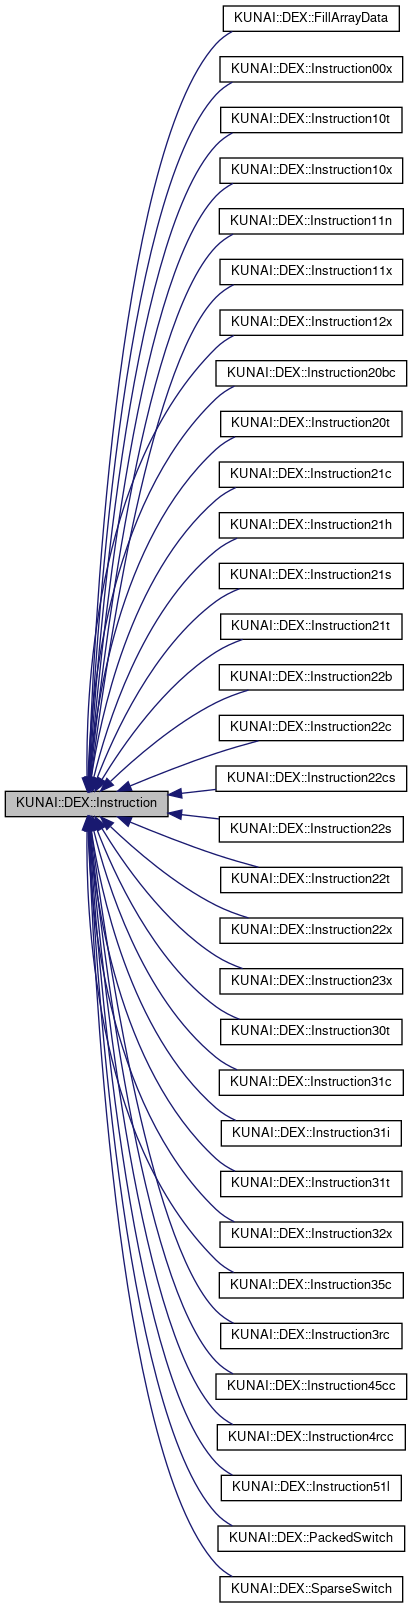 KUNAI::DEX::FillArrayData
KUNAI::DEX::Instruction00x
KUNAI::DEX::Instruction10t
KUNAI::DEX::Instruction10x
KUNAI::DEX::Instruction11n
KUNAI::DEX::Instruction11x
KUNAI::DEX::Instruction12x
KUNAI::DEX::Instruction20bc
KUNAI::DEX::Instruction20t
KUNAI::DEX::Instruction21c
KUNAI::DEX::Instruction21h
KUNAI::DEX::Instruction21s
KUNAI::DEX::Instruction21t
KUNAI::DEX::Instruction22b
KUNAI::DEX::Instruction22c
KUNAI::DEX::Instruction22cs
KUNAI::DEX::Instruction
KUNAI::DEX::Instruction22s
KUNAI::DEX::Instruction22t
KUNAI::DEX::Instruction22x
KUNAI::DEX::Instruction23x
KUNAI::DEX::Instruction30t
KUNAI::DEX::Instruction31c
KUNAI::DEX::Instruction31i
KUNAI::DEX::Instruction31t
KUNAI::DEX::Instruction32x
KUNAI::DEX::Instruction35c
KUNAI::DEX::Instruction3rc
KUNAI::DEX::Instruction45cc
KUNAI::DEX::Instruction4rcc
KUNAI::DEX::Instruction51l
KUNAI::DEX::PackedSwitch
KUNAI::DEX::SparseSwitch